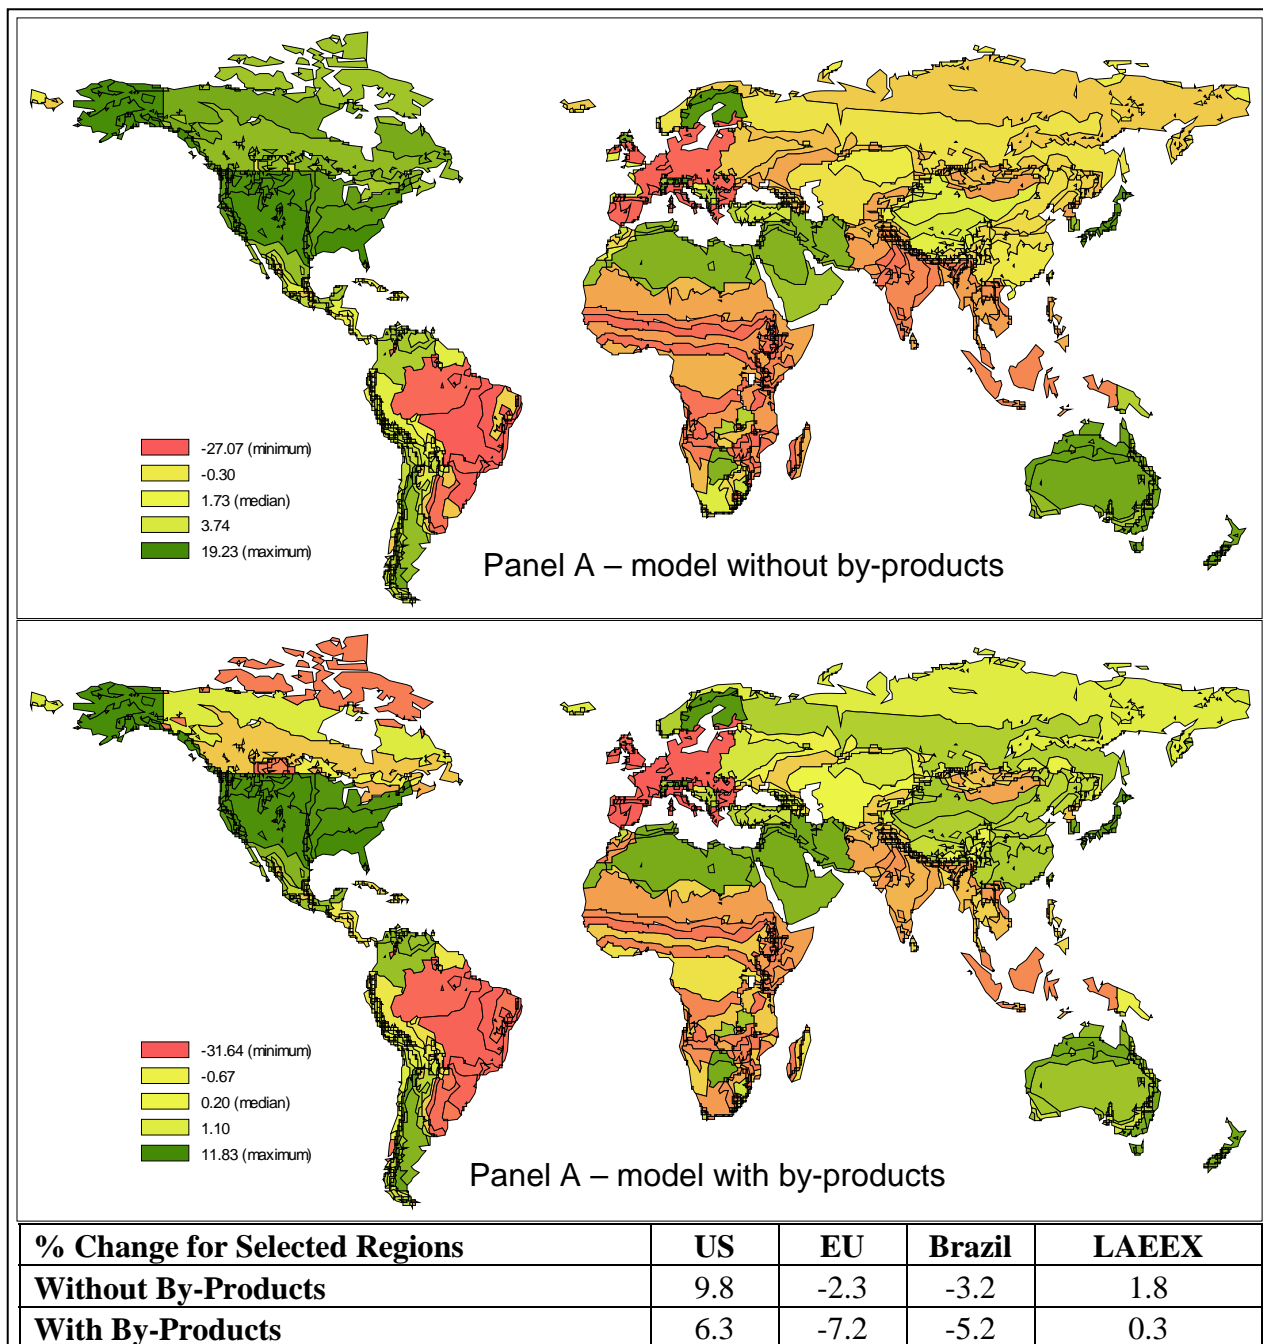 -27.07 (minimum)
-0.30
1.73 (median)
3.74
19.23 (maximum)
Panel A – model without by-products
-31.64 (minimum)
-0.67
0.20 (median)
1.10
11.83 (maximum)
Panel A – model with by-products
% Change for Selected Regions US EU Brazil LAEEX
Without By-Products 9.8 -2.3 -3.2 1.8
With By-Products 6.3 -7.2 -5.2 0.3